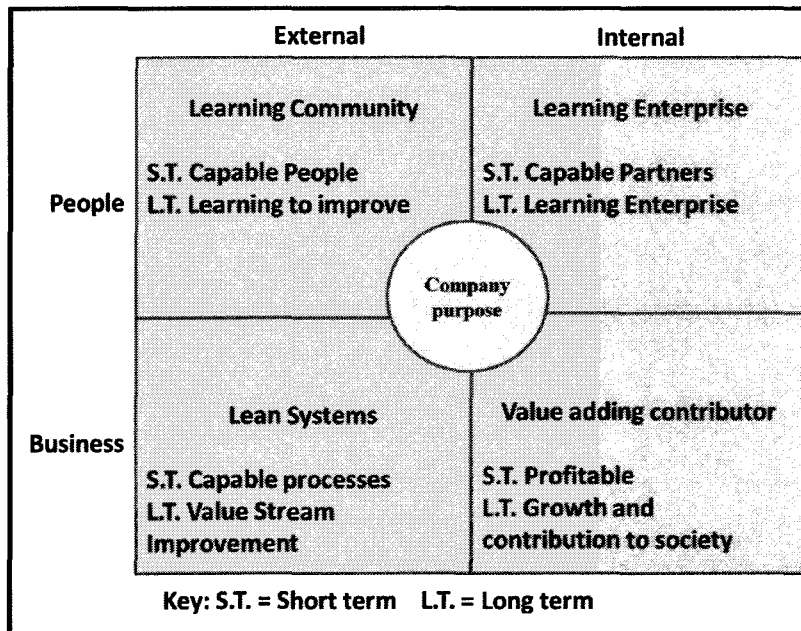 External
Internal
People
Learning Community
S.T. Capable People
L.T. Learning to improve
Learning Enterprise
S.T. Capable Partners
L.T. Learning Enterprise
Company
purpose
Business
Lean Systems
S.T. Capable processes
L.T. Value Stream
Improvement
Value adding contributor
S.T. Profitable
L.T. Growth and
contribution to society
Key: S.T. = Short term L.T. = Long term